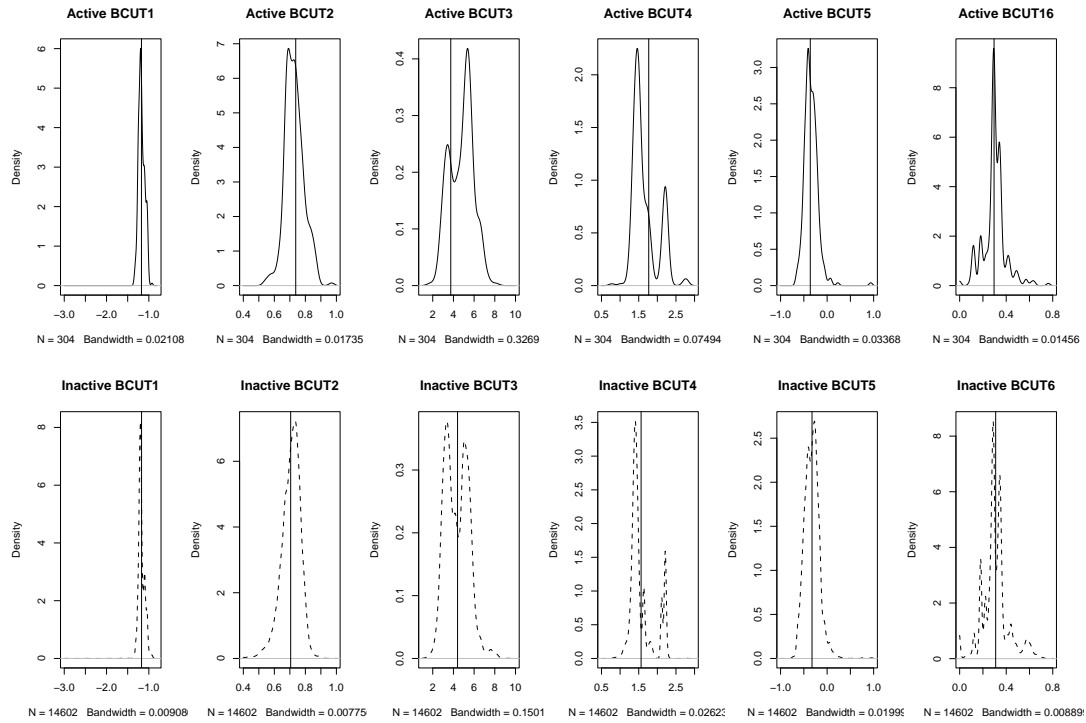 Active BCUT1
Active BCUT2
Active BCUT3
Active BCUT4
Active BCUT5
Active BCUT16
Density
0 1 2 3 4 5 6
−3.0 −2.0 −1.0
N = 304 Bandwidth = 0.02108
Density
0 1 2 3 4 5 6 7
0.4 0.6 0.8 1.0
N = 304 Bandwidth = 0.01735
Density
0.0 0.1 0.2 0.3 0.4
2 4 6 8 10
N = 304 Bandwidth = 0.3269
Density
0.0 0.5 1.0 1.5 2.0
0.5 1.5 2.5
N = 304 Bandwidth = 0.07494
Density
0.0 0.5 1.0 1.5 2.0 2.5 3.0
−1.0 0.0 1.0
N = 304 Bandwidth = 0.03368
Density
0 2 4 6 8
0.0 0.4 0.8
N = 304 Bandwidth = 0.01456
Inactive BCUT1
Inactive BCUT2
Inactive BCUT3
Inactive BCUT4
Inactive BCUT5
Inactive BCUT6
Density
0 2 4 6 8
−3.0 −2.0 −1.0
N = 14602 Bandwidth = 0.00908
Density
0 2 4 6
0.4 0.6 0.8 1.0
N = 14602 Bandwidth = 0.00775
Density
0.0 0.1 0.2 0.3
2 4 6 8 10
N = 14602 Bandwidth = 0.1501
Density
0.0 0.5 1.0 1.5 2.0 2.5 3.0 3.5
0.5 1.5 2.5
N = 14602 Bandwidth = 0.0262
Density
0.0 0.5 1.0 1.5 2.0 2.5
−1.0 0.0 1.0
N = 14602 Bandwidth = 0.0199
Density
0 2 4 6 8
0.0 0.4 0.8
N = 14602 Bandwidth = 0.00889